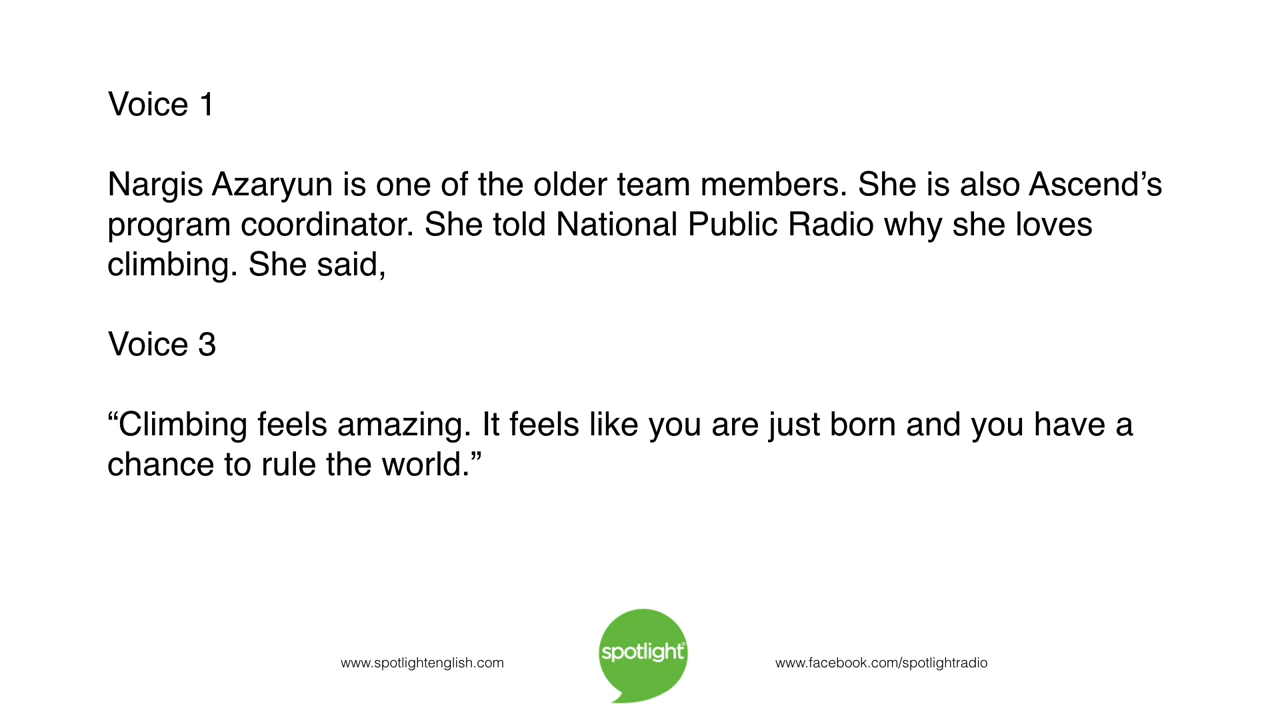 Voice 1
Nargis Azaryun is one of the older team members. She is also Ascend’s
program coordinator. She told National Public Radio why she loves
climbing. She said,
Voice 3
“Climbing feels amazing. It feels like you are just born and you have a
chance to rule the world.”
www.spotlightenglish.com
spotlight®
www.facebook.com/spotlightradio